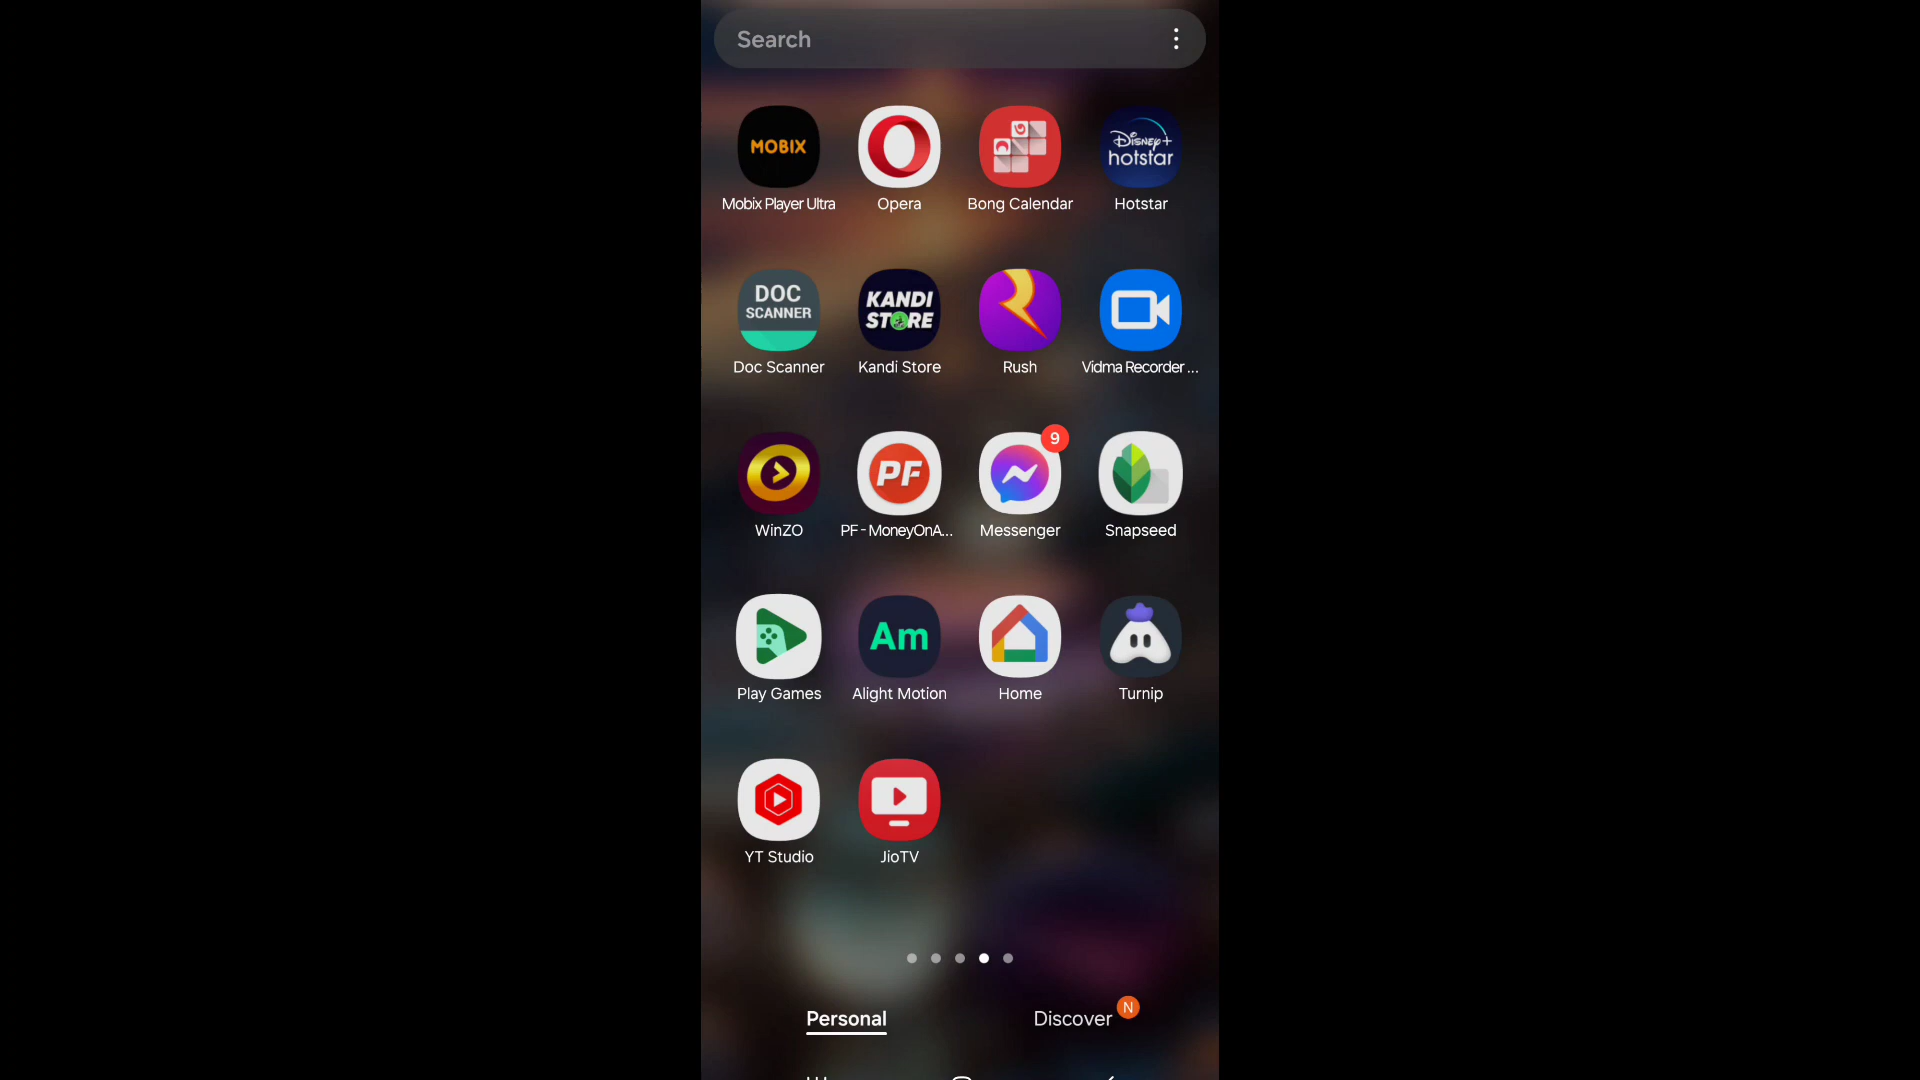 Search
MOBIX
Disney+
hotstar
Mobix Player Ultra
Opera
Bong Calendar
Hotstar
DOC
SCANNER
KANDI
STORE
Doc Scanner
Kandi Store
Rush
Vidma Recorder ...
PF
9
WinZO
PF - MoneyOnA...
Messenger
Snapseed
Am
Play Games
Alight Motion
Home
Turnip
YT Studio
JioTV
Personal
Discover
N